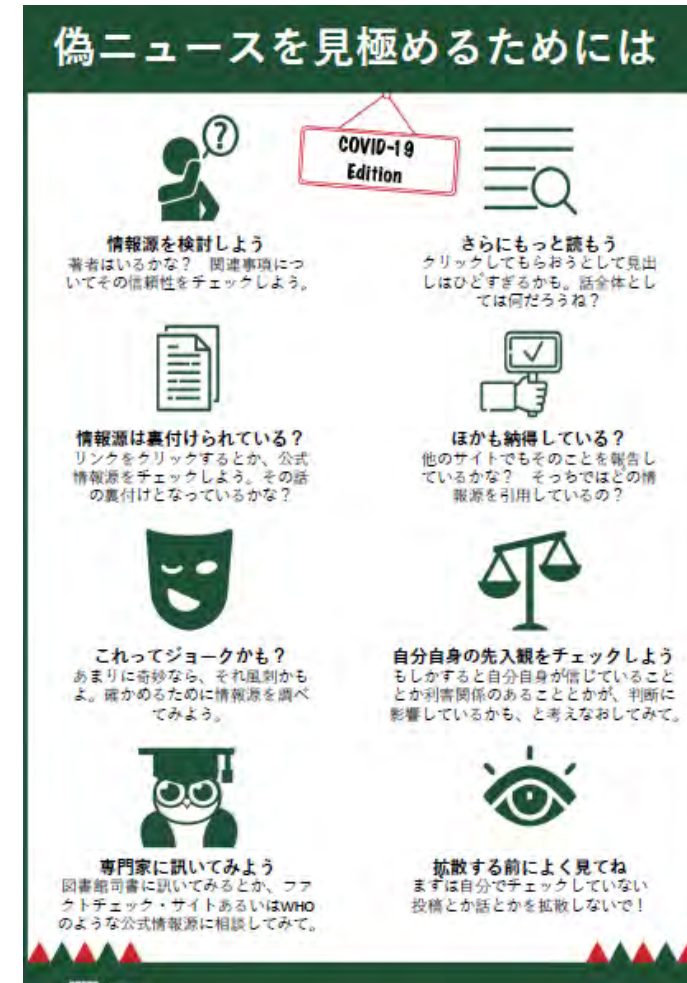 偽ニュースを見極めるためには
COVID-19
Edition
情報源を検討しよう
著者はいるかな？ 関連事項につ
いてその信頼性をチェックしよう。
さらにもっと読もう
クリックしてもらおうとして見出
しはひどすぎるかも。話全体とし
ては何だろうね？
情報源は裏付けられている？
リンクをクリックするとか、公式
情報源をチェックしよう。その話
の裏付けとなっているかな？
ほかも納得している？
他のサイトでもそのことを報告し
ているかな？ そっちではどの情
報源を引用しているの？
これってジョークかも？
あまりに奇妙なら、それ風刺かも
よ。確かめるために情報源を調べ
てみよう。
自分自身の先入観をチェックしよう
もしかすると自分自身が信じていること
とか利害関係のあることとかが、判断に
影響しているかも、と考えなおしてみて。
専門家に訊いてみよう
図書館司書に訊いてみるとか、ファ
クトチェック・サイトあるいはWHO
のような公式情報源に相談してみて。
拡散する前によく見てね
まずは自分でチェックしていない
投稿とか話とかを拡散しないで！